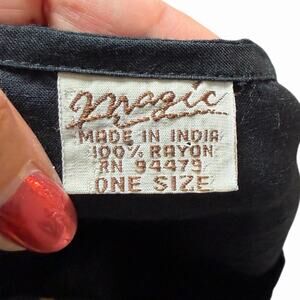 magic
MADE IN INDIA
100% RAYON
RN 94479
ONE SIZE